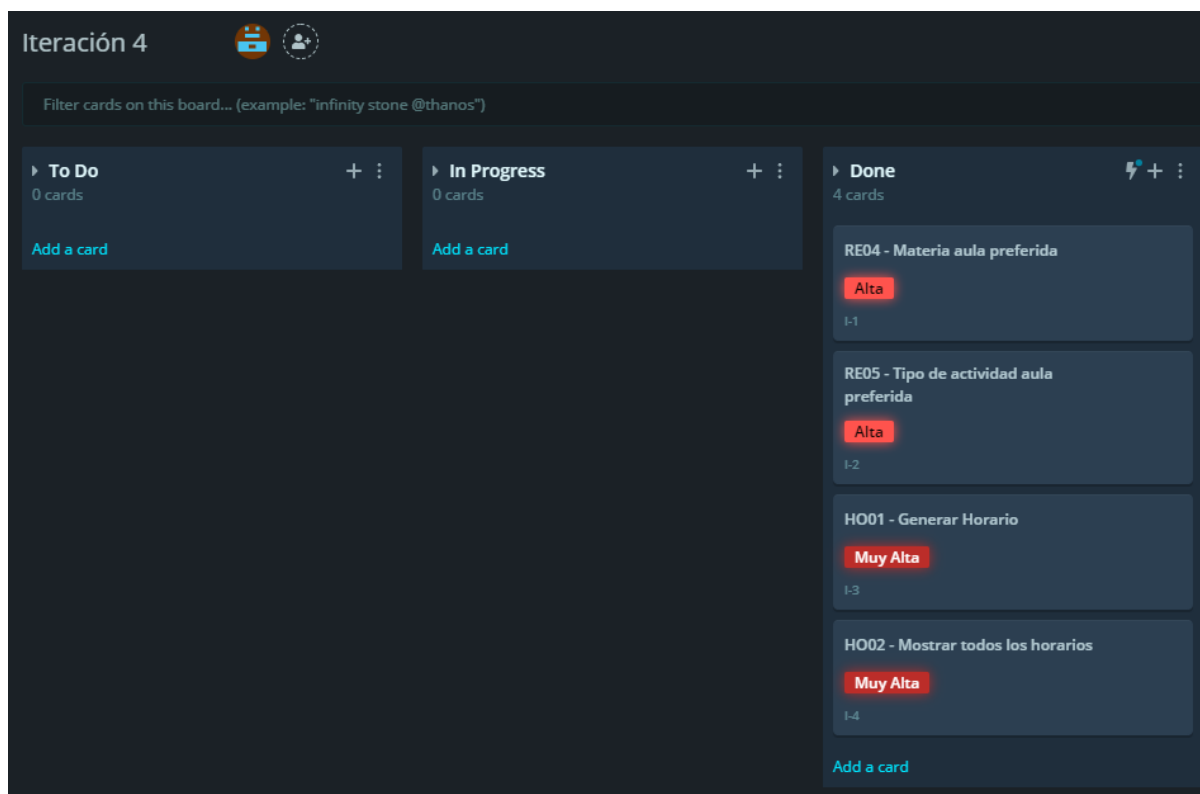 Iteración 4
Filter cards on this board... (example: "infinity stone @thanos")
To Do
0 cards
Add a card
In Progress
0 cards
Add a card
Done
4 cards
RE04 - Materia aula preferida
Alta
I-1
RE05 - Tipo de actividad aula
preferida
Alta
I-2
HO01 - Generar Horario
Muy Alta
I-3
HO02 - Mostrar todos los horarios
Muy Alta
I-4
Add a card